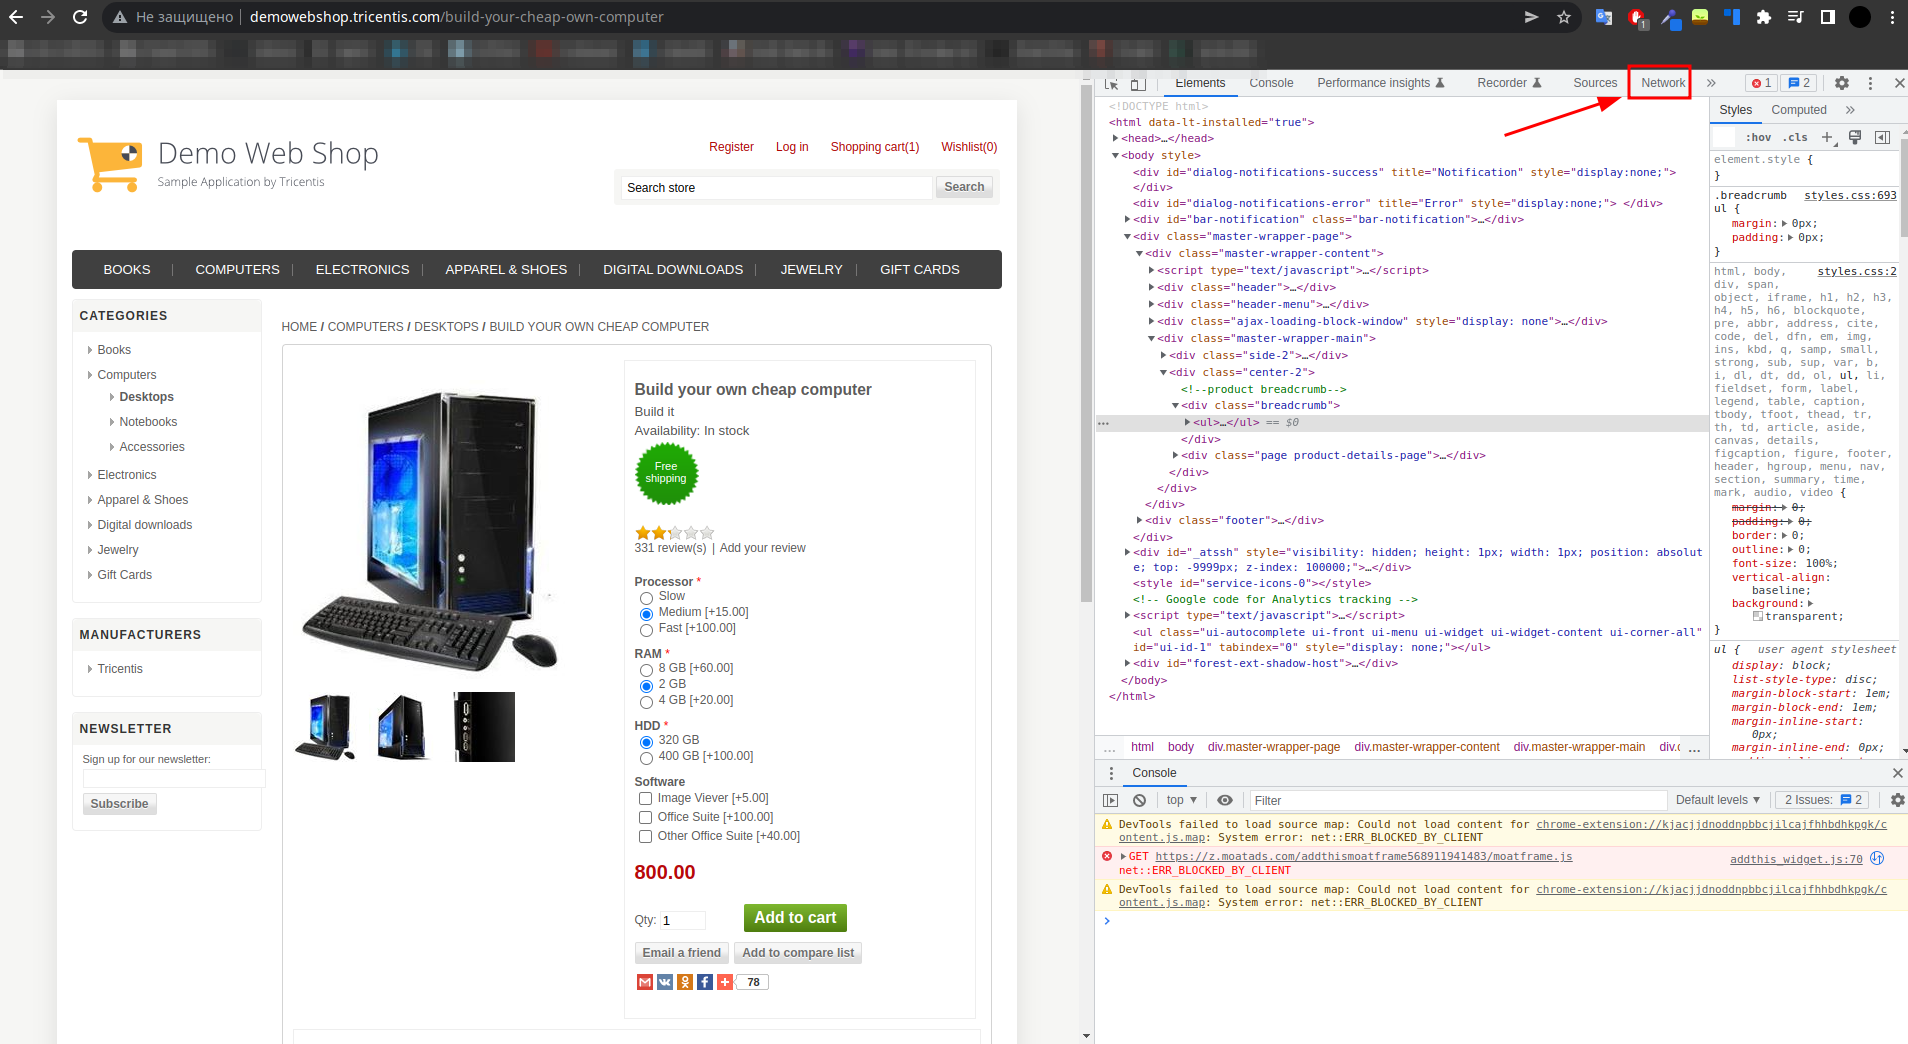 Не защищено
demowebshop.tricentis.com/build-your-cheap-own-computer
1
Demo Web Shop
Sample Application by Tricentis
Register
Log in
Shopping cart(1)
Wishlist(0)
Search store
Search
BOOKS
COMPUTERS
ELECTRONICS
APPAREL & SHOES
DIGITAL DOWNLOADS
JEWELRY
GIFT CARDS
CATEGORIES
Books
Computers
Desktops
Notebooks
Accessories
Electronics
Apparel & Shoes
Digital downloads
Jewelry
Gift Cards
MANUFACTURERS
Tricentis
NEWSLETTER
Sign up for our newsletter:
Subscribe
HOME / COMPUTERS / DESKTOPS / BUILD YOUR OWN CHEAP COMPUTER
Build your own cheap computer
Build it
Availability: In stock
Free
shipping
331 review(s) | Add your review
Processor *
Slow
Medium [+15.00]
Fast [+100.00]
RAM *
8 GB [+60.00]
2 GB
4 GB [+20.00]
HDD *
320 GB
400 GB [+100.00]
Software
Image Viever [+5.00]
Office Suite [+100.00]
Other Office Suite [+40.00]
800.00
Qty: 1
Add to cart
Email a friend
Add to compare list
78
Elements
Console
Performance insights
Recorder
Sources
Network
»
1
2
<!DOCTYPE html>
<html data-lt-installed="true">
<head>…</head>
<body style>
<div id="dialog-notifications-success" title="Notification" style="display:none;">
</div>
<div id="dialog-notifications-error" title="Error" style="display:none;"> </div>
<div id="bar-notification" class="bar-notification">…</div>
<div class="master-wrapper-page">
<div class="master-wrapper-content">
<script type="text/javascript">…</script>
<div class="header">…</div>
<div class="header-menu">…</div>
<div class="ajax-loading-block-window" style="display: none">…</div>
<div class="master-wrapper-main">
<div class="side-2">…</div>
<div class="center-2">
<!--product breadcrumb-->
<div class="breadcrumb">
<ul>…</ul> == $0
</div>
<div class="page product-details-page">…</div>
</div>
</div>
</div>
<div class="footer">…</div>
</div>
<div id="_atssh" style="visibility: hidden; height: 1px; width: 1px; position: absolut
e; top: -9999px; z-index: 100000;">…</div>
<style id="service-icons-0"></style>
<!-- Google code for Analytics tracking -->
<script type="text/javascript">…</script>
<ul class="ui-autocomplete ui-front ui-menu ui-widget ui-widget-content ui-corner-all"
id="ui-id-1" tabindex="0" style="display: none;"></ul>
<div id="forest-ext-shadow-host">…</div>
</body>
</html>
… html body div.master-wrapper-page div.master-wrapper-content div.master-wrapper-main div.c …
Styles
Computed
»
:hov .cls +
element.style {
}
.breadcrumb styles.css:693
ul {
margin: 0px;
padding: 0px;
}
html, body, styles.css:2
div, span,
object, iframe, h1, h2, h3,
h4, h5, h6, blockquote,
pre, abbr, address, cite,
code, del, dfn, em, img,
ins, kbd, q, samp, small,
strong, sub, sup, var, b,
i, dl, dt, dd, ol, ul, li,
fieldset, form, label,
legend, table, caption,
tbody, tfoot, thead, tr,
th, td, article, aside,
canvas, details,
figcaption, figure, footer,
header, hgroup, menu, nav,
section, summary, time,
mark, audio, video {
margin: 0;
padding: 0;
border: 0;
outline: 0;
font-size: 100%;
vertical-align:
baseline;
background:
transparent;
}
ul { user agent stylesheet
display: block;
list-style-type: disc;
margin-block-start: 1em;
margin-block-end: 1em;
margin-inline-start:
0px;
margin-inline-end: 0px;
Console
top
Filter
Default levels
2 Issues: 2
DevTools failed to load source map: Could not load content for chrome-extension://kjacjjdnoddnpbbcjilcajfhhbdhkpgk/c
ontent.js.map: System error: net::ERR_BLOCKED_BY_CLIENT
GET https://z.moatads.com/addthismoatframe568911941483/moatframe.js addthis_widget.js:70
net::ERR_BLOCKED_BY_CLIENT
DevTools failed to load source map: Could not load content for chrome-extension://kjacjjdnoddnpbbcjilcajfhhbdhkpgk/c
ontent.js.map: System error: net::ERR_BLOCKED_BY_CLIENT